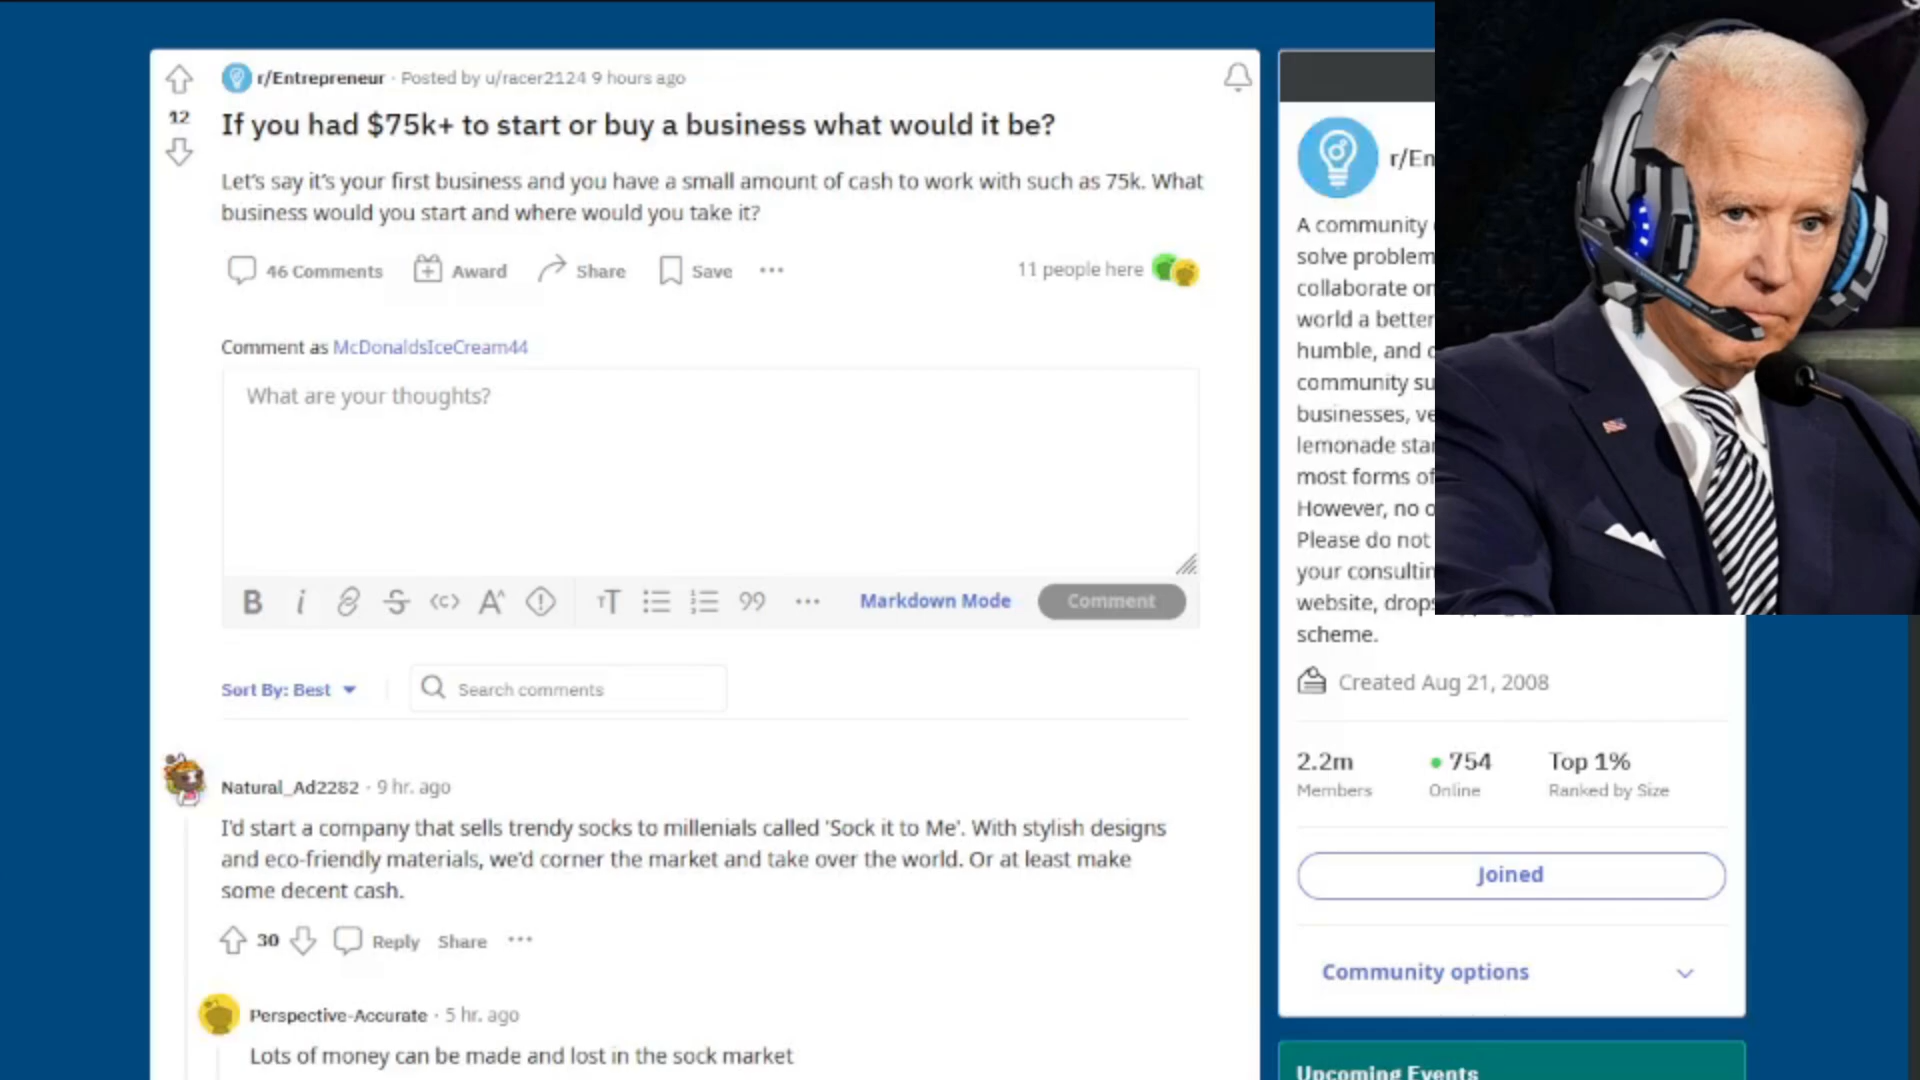 r/Entrepreneur · Posted by u/racer2124 9 hours ago
12
If you had $75k+ to start or buy a business what would it be?
Let's say it's your first business and you have a small amount of cash to work with such as 75k. What
business would you start and where would you take it?
46 Comments Award Share Save ...
11 people here
Comment as McDonaldsIceCream44
What are your thoughts?
Markdown Mode
Comment
Sort By: Best
Search comments
Natural_Ad2282 · 9 hr. ago
I'd start a company that sells trendy socks to millenials called 'Sock it to Me'. With stylish designs
and eco-friendly materials, we'd corner the market and take over the world. Or at least make
some decent cash.
30 Reply Share ...
Perspective-Accurate · 5 hr. ago
Lots of money can be made and lost in the sock market
r/En
A community
solve problem
collaborate on
world a better
humble, and
community su
businesses, ve
lemonade star
most forms of
However, no
Please do not
your consultin
website, drops
scheme.
Created Aug 21, 2008
2.2m 754 Top 1%
Members Online Ranked by Size
Joined
Community options
Upcoming Events